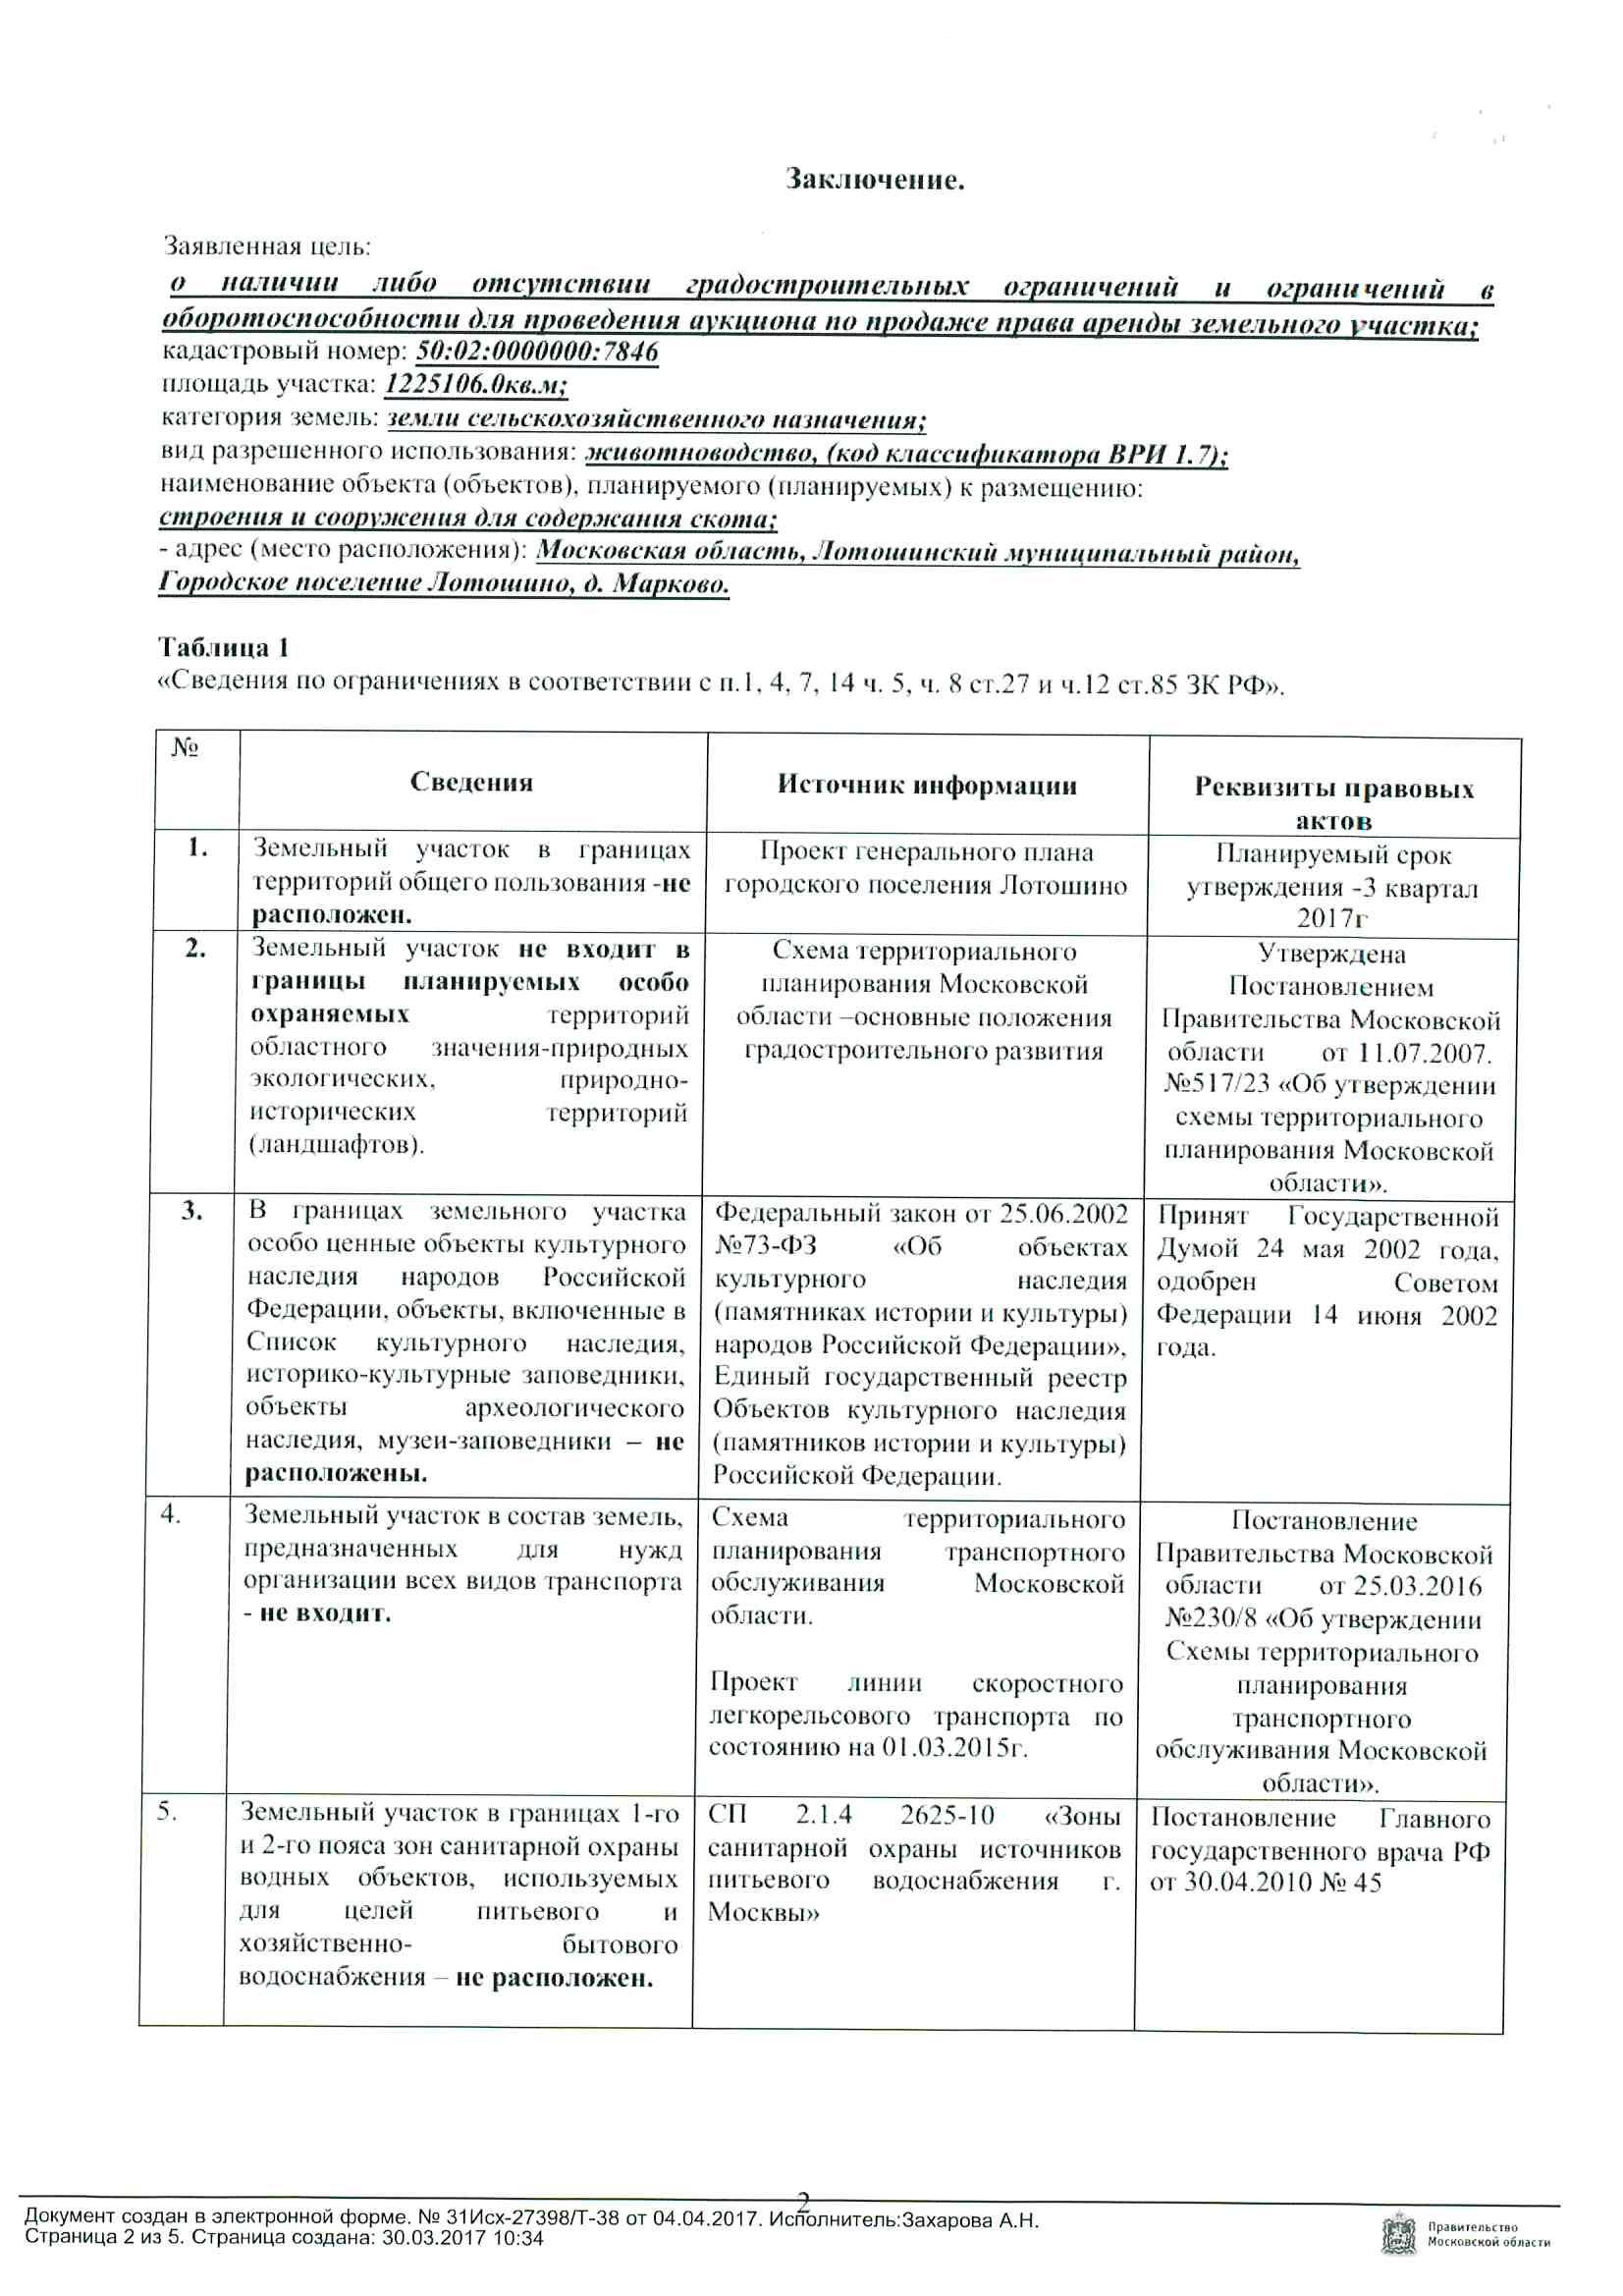 Заключение.
Заявленная цель:
о наличии либо отсутствии градостроительных ограничений и ограничений в
оборотоспособности для проведения аукциона по продаже права аренды земельного участка;
кадастровый номер: 50:02:0000000:7846
площадь участка: 1225106.0кв.м;
категория земель: земли сельскохозяйственного назначения;
вид разрешенного использования: животноводство, (код классификатора ВРИ 1.7);
наименование объекта (объектов), планируемого (планируемых) к размещению:
строения и сооружения для содержания скота;
- адрес (место расположения): Московская область, Лотошинский муниципальный район,
Городское поселение Лотошино, д. Марково.
Таблица 1
«Сведения по ограничениях в соответствии с п.1, 4, 7, 14 ч. 5, ч. 8 ст.27 и ч.12 ст.85 ЗК РФ».
№
Сведения
Источник информации
Реквизиты правовых
актов
1.
Земельный участок в границах
территорий общего пользования -не
расположен.
Проект генерального плана
городского поселения Лотошино
Планируемый срок
утверждения -3 квартал
2017г
2.
Земельный участок не входит в
границы планируемых особо
охраняемых территорий
областного значения-природных
экологических, природно-
исторических территорий
(ландшафтов).
Схема территориального
планирования Московской
области –основные положения
градостроительного развития
Утверждена
Постановлением
Правительства Московской
области от 11.07.2007.
№517/23 «Об утверждении
схемы территориального
планирования Московской
области».
3.
В границах земельного участка
особо ценные объекты культурного
наследия народов Российской
Федерации, объекты, включенные в
Список культурного наследия,
историко-культурные заповедники,
объекты археологического
наследия, музеи-заповедники – не
расположены.
Федеральный закон от 25.06.2002
№73-ФЗ «Об объектах
культурного наследия
(памятниках истории и культуры)
народов Российской Федерации»,
Единый государственный реестр
Объектов культурного наследия
(памятников истории и культуры)
Российской Федерации.
Принят Государственной
Думой 24 мая 2002 года,
одобрен Советом
Федерации 14 июня 2002
года.
4.
Земельный участок в состав земель,
предназначенных для нужд
организации всех видов транспорта
- не входит.
Схема территориального
планирования транспортного
обслуживания Московской
области.
Проект линии скоростного
легкорельсового транспорта по
состоянию на 01.03.2015г.
Постановление
Правительства Московской
области от 25.03.2016
№230/8 «Об утверждении
Схемы территориального
планирования
транспортного
обслуживания Московской
области».
5.
Земельный участок в границах 1-го
и 2-го пояса зон санитарной охраны
водных объектов, используемых
для целей питьевого и
хозяйственно- бытового
водоснабжения – не расположен.
СП 2.1.4 2625-10 «Зоны
санитарной охраны источников
питьевого водоснабжения г.
Москвы»
Постановление Главного
государственного врача РФ
от 30.04.2010 № 45
2
Документ создан в электронной форме. № 31Исх-27398/Т-38 от 04.04.2017. Исполнитель:Захарова А.Н.
Страница 2 из 5. Страница создана: 30.03.2017 10:34
Правительство
Московской области